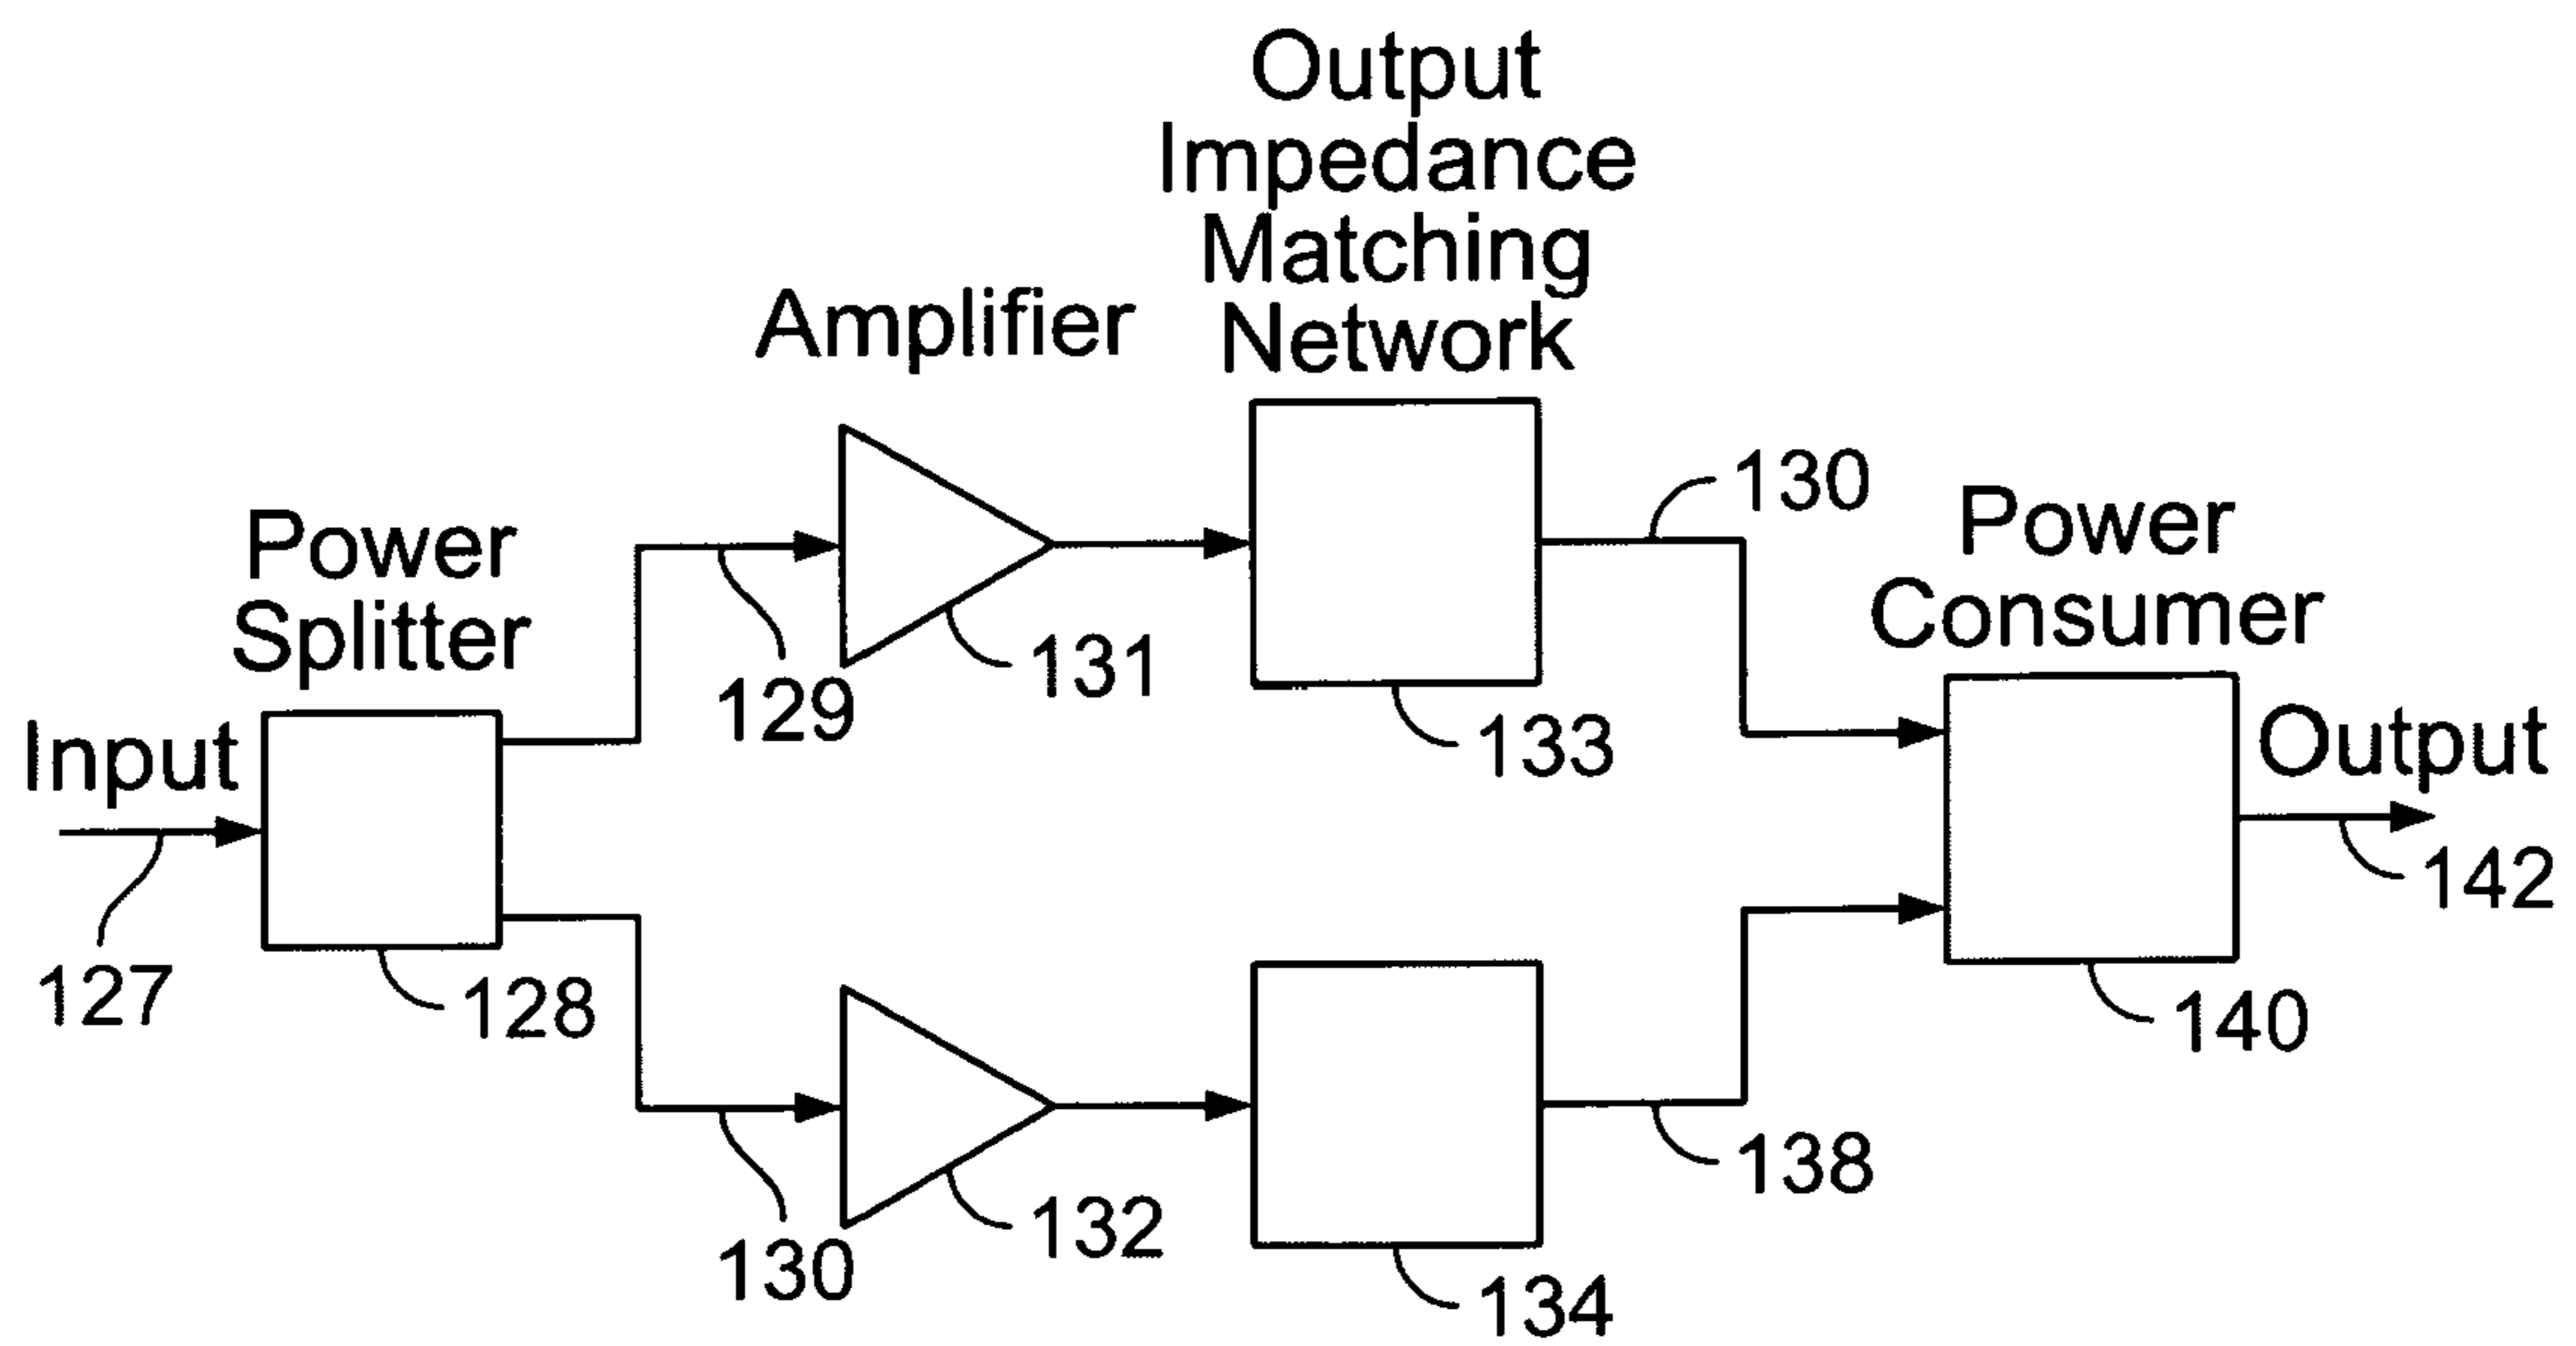 Output
Impedance
Matching
Network
Amplifier
130
Power
Consumer
Power
Splitter
131
129
133
Input
Output
142
127
128
140
138
132
130
134